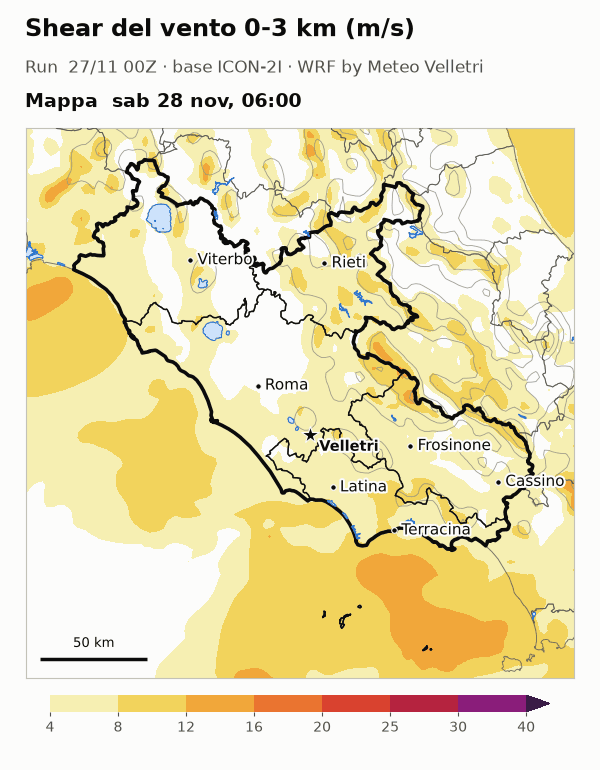 Shear del vento 0-3 km (m/s)
Run  27/11 00Z · base ICON-2I · WRF by Meteo Velletri
Mappa  sab 28 nov, 06:00
Viterbo
Rieti
Roma
Velletri
Frosinone
Latina
Cassino
Terracina
50 km
4 8 12 16 20 25 30 40